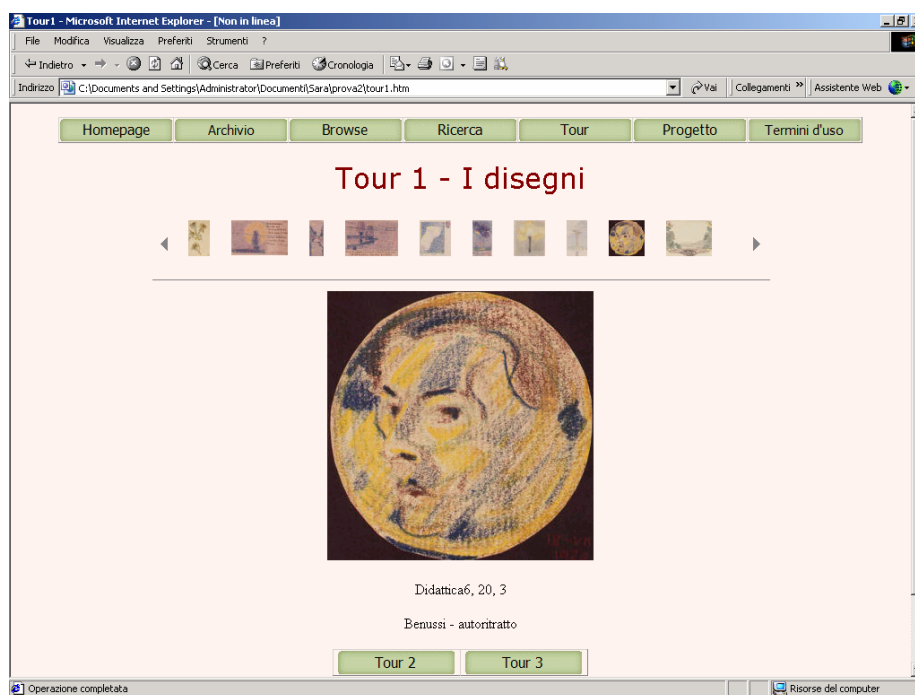 Tour1 - Microsoft Internet Explorer - [Non in linea]
File Modifica Visualizza Preferiti Strumenti ?
Indietro Cerca Preferiti Cronologia
Indirizzo C:\Documents and Settings\Administrator\Documenti\Sara\prova2\tour1.htm Vai Collegamenti » Assistente Web
Homepage Archivio Browse Ricerca Tour Progetto Termini d'uso
Tour 1 - I disegni
Didattica6, 20, 3
Benussi - autoritratto
Tour 2 Tour 3
Operazione completata Risorse del computer